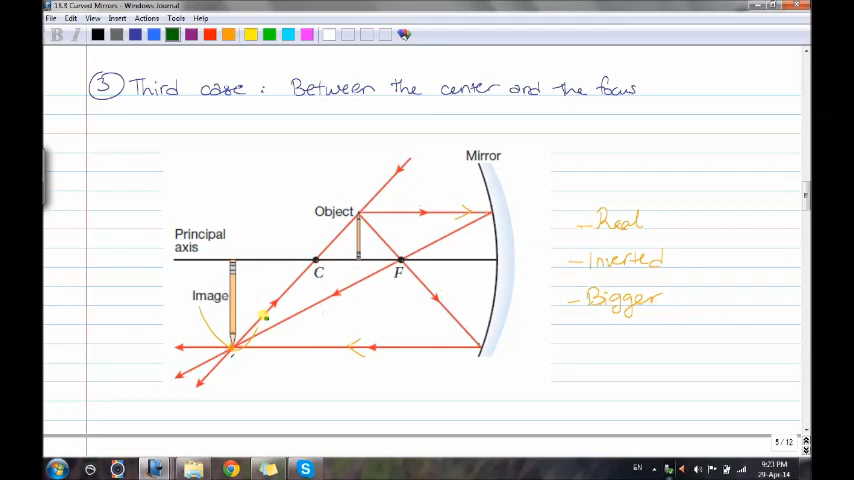 18.8 Curved Mirrors - Windows Journal
File Edit View Insert Actions Tools Help
B I
3 Third case : Between the center and the focus
Mirror
Object
Principal
axis
C F
Image
- Real
- Inverted
- Bigger
5 / 12
EN 9:23 PM
29-Apr-14